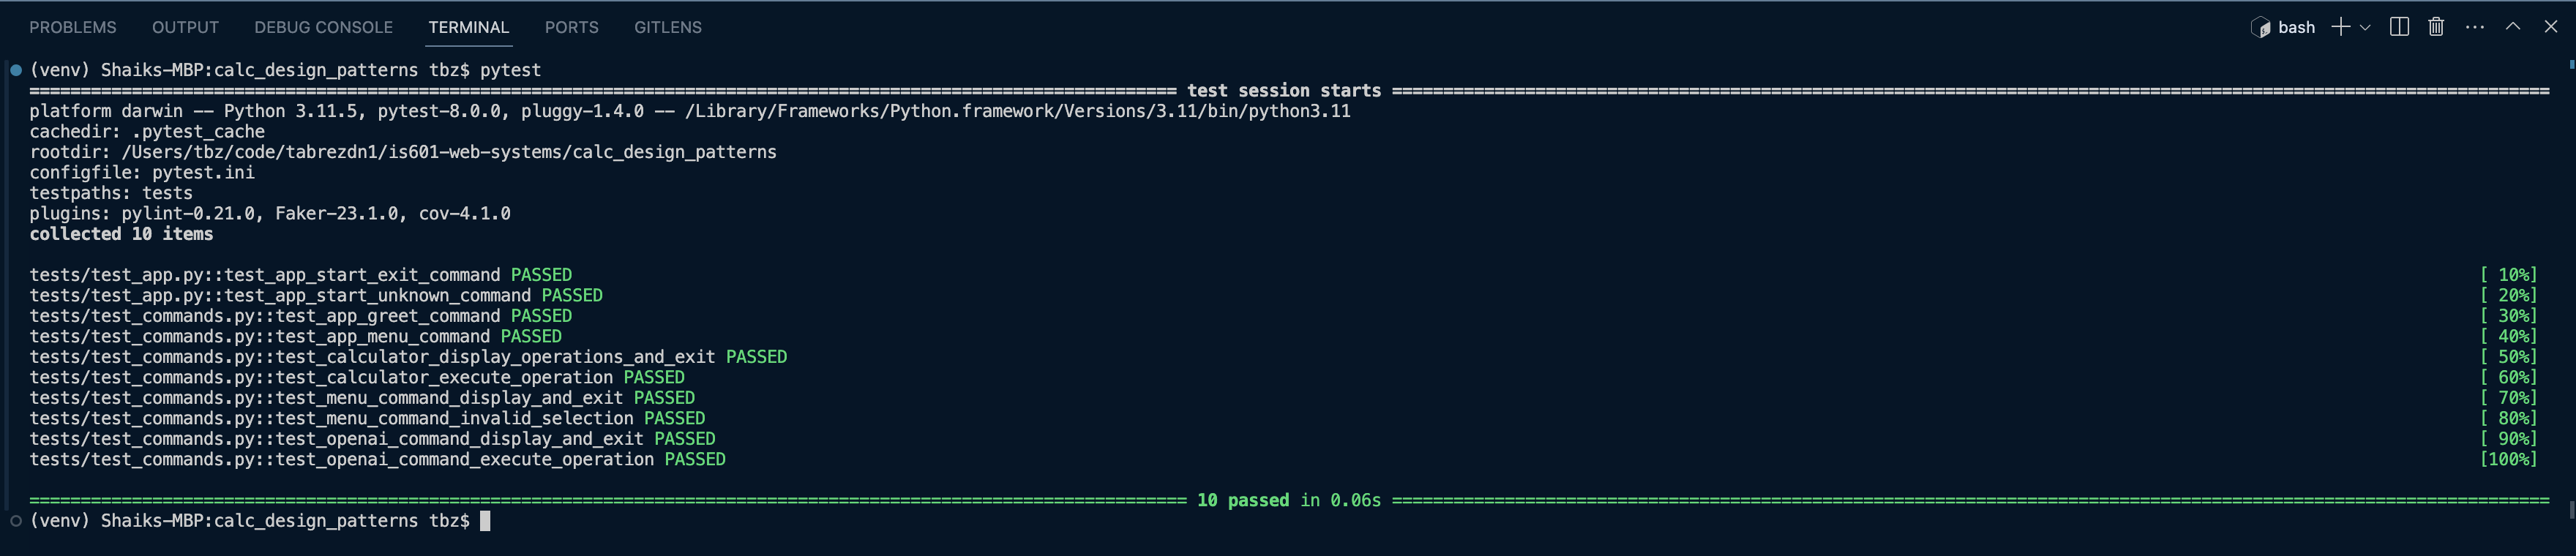 PROBLEMS OUTPUT DEBUG CONSOLE TERMINAL PORTS GITLENS bash
(venv) Shaiks-MBP:calc_design_patterns tbz$ pytest
============================= test session starts =============================
platform darwin -- Python 3.11.5, pytest-8.0.0, pluggy-1.4.0 -- /Library/Frameworks/Python.framework/Versions/3.11/bin/python3.11
cachedir: .pytest_cache
rootdir: /Users/tbz/code/tabrezdn1/is601-web-systems/calc_design_patterns
configfile: pytest.ini
testpaths: tests
plugins: pylint-0.21.0, Faker-23.1.0, cov-4.1.0
collected 10 items
tests/test_app.py::test_app_start_exit_command PASSED [ 10%]
tests/test_app.py::test_app_start_unknown_command PASSED [ 20%]
tests/test_commands.py::test_app_greet_command PASSED [ 30%]
tests/test_commands.py::test_app_menu_command PASSED [ 40%]
tests/test_commands.py::test_calculator_display_operations_and_exit PASSED [ 50%]
tests/test_commands.py::test_calculator_execute_operation PASSED [ 60%]
tests/test_commands.py::test_menu_command_display_and_exit PASSED [ 70%]
tests/test_commands.py::test_menu_command_invalid_selection PASSED [ 80%]
tests/test_commands.py::test_openai_command_display_and_exit PASSED [ 90%]
tests/test_commands.py::test_openai_command_execute_operation PASSED [100%]
============================= 10 passed in 0.06s =============================
(venv) Shaiks-MBP:calc_design_patterns tbz$